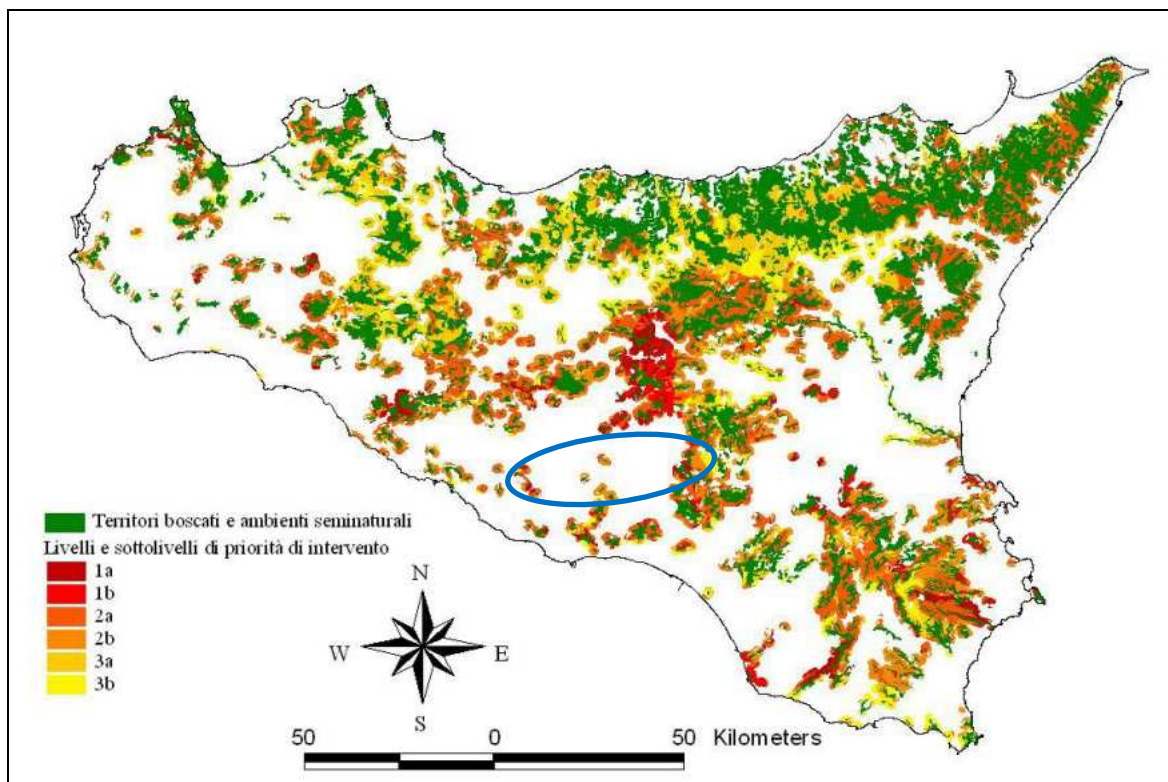 Territori boscati e ambienti seminaturali
Livelli e sottolivelli di priorità di intervento
1a
1b
2a
2b
3a
3b
N
W E
S
50 0 50 Kilometers